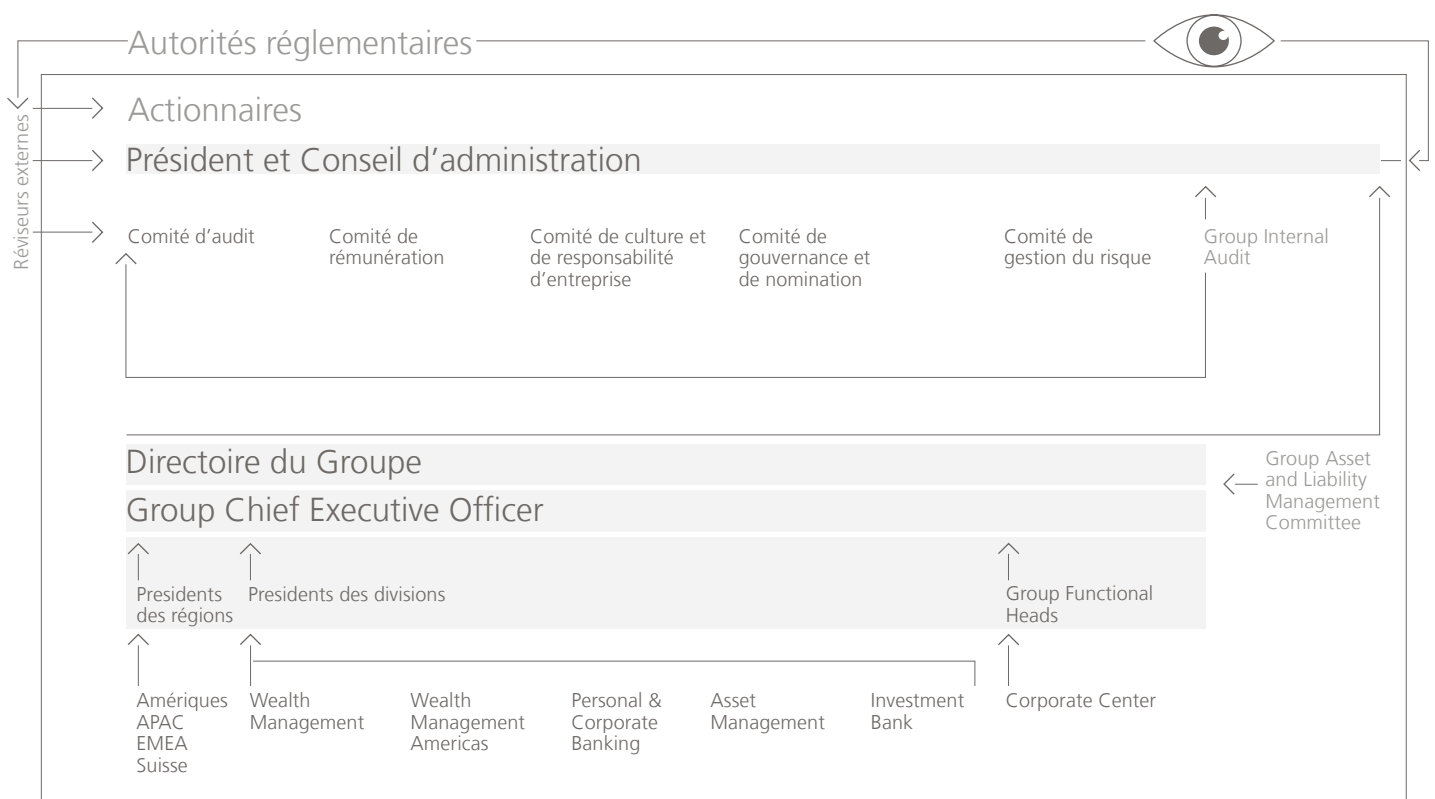 Autorités réglementaires
Réviseurs externes
Actionnaires
Président et Conseil d'administration
Comité d'audit
Comité de
rémunération
Comité de culture et
de responsabilité
d'entreprise
Comité de
gouvernance et
de nomination
Comité de
gestion du risque
Group Internal
Audit
Directoire du Groupe
Group Chief Executive Officer
Group Asset
and Liability
Management
Committee
Presidents
des régions
Presidents des divisions
Group Functional
Heads
Amériques
APAC
EMEA
Suisse
Wealth
Management
Wealth
Management
Americas
Personal &
Corporate
Banking
Asset
Management
Investment
Bank
Corporate Center